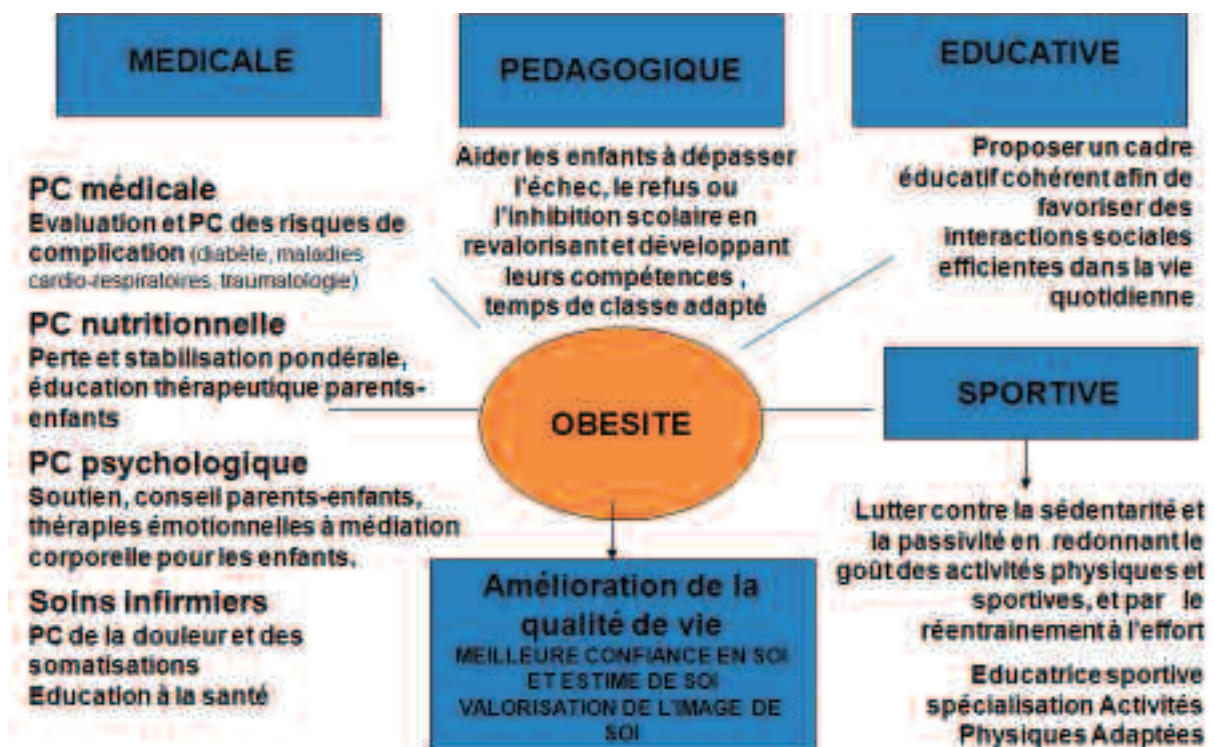 MEDICALE
PC médicale
Evaluation et PC des risques de
complication (diabète, maladies
cardio-respiratoires, traumatologie)
PC nutritionnelle
Perte et stabilisation pondérale,
éducation thérapeutique parents-
enfants
PC psychologique
Soutien, conseil parents-enfants,
thérapies émotionnelles à médiation
corporelle pour les enfants.
Soins infirmiers
PC de la douleur et des
somatisations
Education à la santé
PEDAGOGIQUE
Aider les enfants à dépasser
l'échec, le refus ou
l'inhibition scolaire en
revalorisant et développant
leurs compétences ,
temps de classe adapté
OBESITE
Amélioration de la
qualité de vie
MEILLEURE CONFIANCE EN SOI
ET ESTIME DE SOI
VALORISATION DE L'IMAGE DE
SOI
EDUCATIVE
Proposer un cadre
éducatif cohérent afin de
favoriser des
interactions sociales
efficientes dans la vie
quotidienne
SPORTIVE
Lutter contre la sédentarité et
la passivité en redonnant le
goût des activités physiques et
sportives, et par le
réentrainement à l'effort
Educatrice sportive
spécialisation Activités
Physiques Adaptées